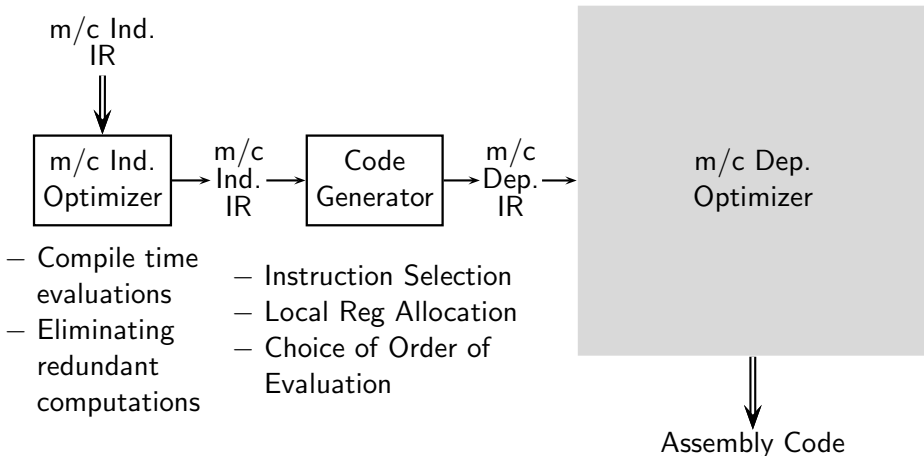 m/c Ind.
IR
m/c Ind.
Optimizer
m/c
Ind.
IR
Code
Generator
m/c
Dep.
IR
m/c Dep.
Optimizer
– Compile time
evaluations
– Eliminating
redundant
computations
– Instruction Selection
– Local Reg Allocation
– Choice of Order of
Evaluation
Assembly Code